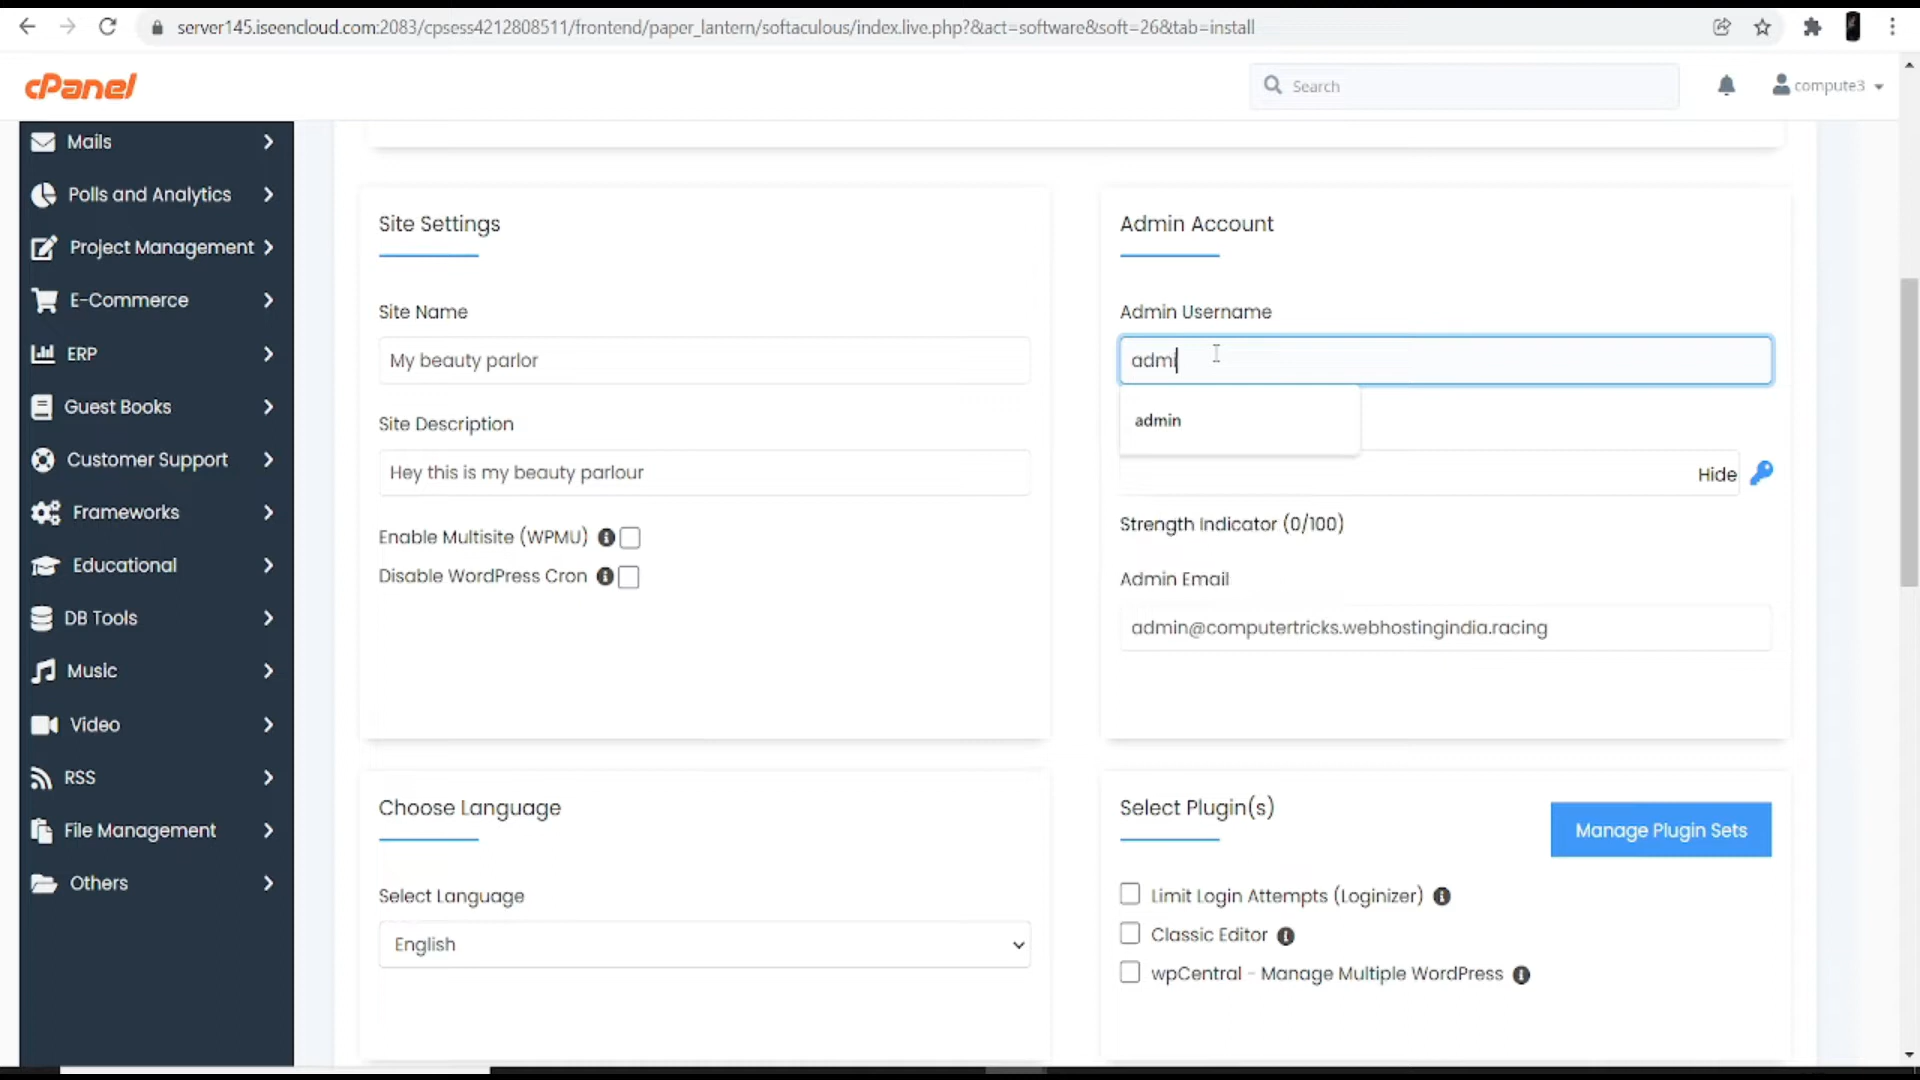 server145.iseencloud.com:2083/cpsess4212808511/frontend/paper_lantern/softaculous/index.live.php?&act=software&soft=26&tab=install
cPanel
Search
compute3
Mails
Polls and Analytics
Project Management
E-Commerce
ERP
Guest Books
Customer Support
Frameworks
Educational
DB Tools
Music
Video
RSS
File Management
Others
Site Settings
Site Name
My beauty parlor
Site Description
Hey this is my beauty parlour
Enable Multisite (WPMU)
Disable WordPress Cron
Admin Account
Admin Username
admi
admin
Hide
Strength Indicator (0/100)
Admin Email
admin@computertricks.webhostingindia.racing
Choose Language
Select Language
English
Select Plugin(s)
Manage Plugin Sets
Limit Login Attempts (Loginizer)
Classic Editor
wpCentral - Manage Multiple WordPress